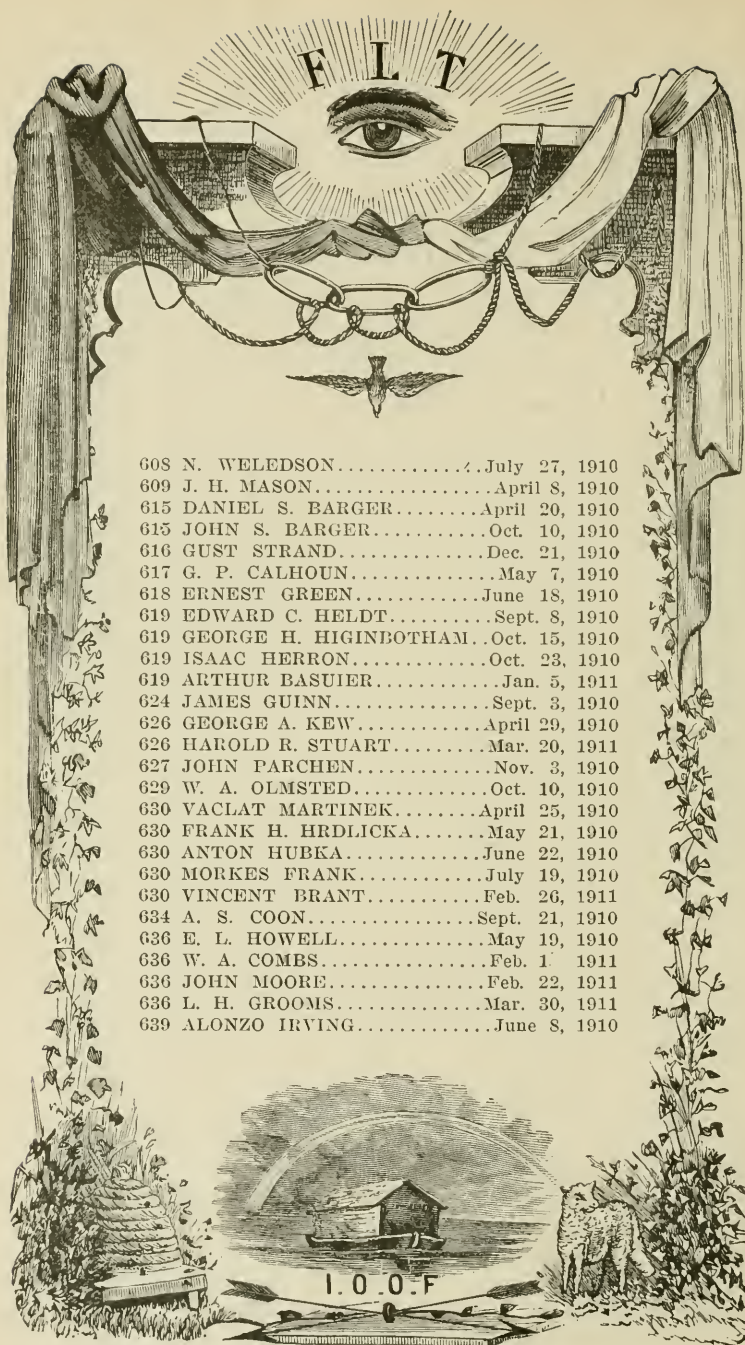 F L T
608 N. WELEDSON.............July 27, 1910
609 J. H. MASON..............April 8, 1910
615 DANIEL S. BARGER........April 20, 1910
615 JOHN S. BARGER...........Oct. 10, 1910
616 GUST STRAND..............Dec. 21, 1910
617 G. P. CALHOUN.............May 7, 1910
618 ERNEST GREEN............June 18, 1910
619 EDWARD C. HELDT..........Sept. 8, 1910
619 GEORGE H. HIGINBOTHAM..Oct. 15, 1910
619 ISAAC HERRON.............Oct. 23, 1910
619 ARTHUR BASUIER............Jan. 5, 1911
624 JAMES GUINN..............Sept. 3, 1910
626 GEORGE A. KEW...........April 29, 1910
626 HAROLD R. STUART........Mar. 20, 1911
627 JOHN PARCHEN.............Nov. 3, 1910
629 W. A. OLMSTED............Oct. 10, 1910
630 VACLAT MARTINEK........April 25, 1910
630 FRANK H. HRDLICKA.......May 21, 1910
630 ANTON HUBKA.............June 22, 1910
630 MORKES FRANK............July 19, 1910
630 VINCENT BRANT............Feb. 26, 1911
634 A. S. COON................Sept. 21, 1910
636 E. L. HOWELL..............May 19, 1910
636 W. A. COMBS...............Feb. 1 1911
636 JOHN MOORE...............Feb. 22, 1911
636 L. H. GROOMS.............Mar. 30, 1911
639 ALONZO IRVING............June 8, 1910
I.O.O.F